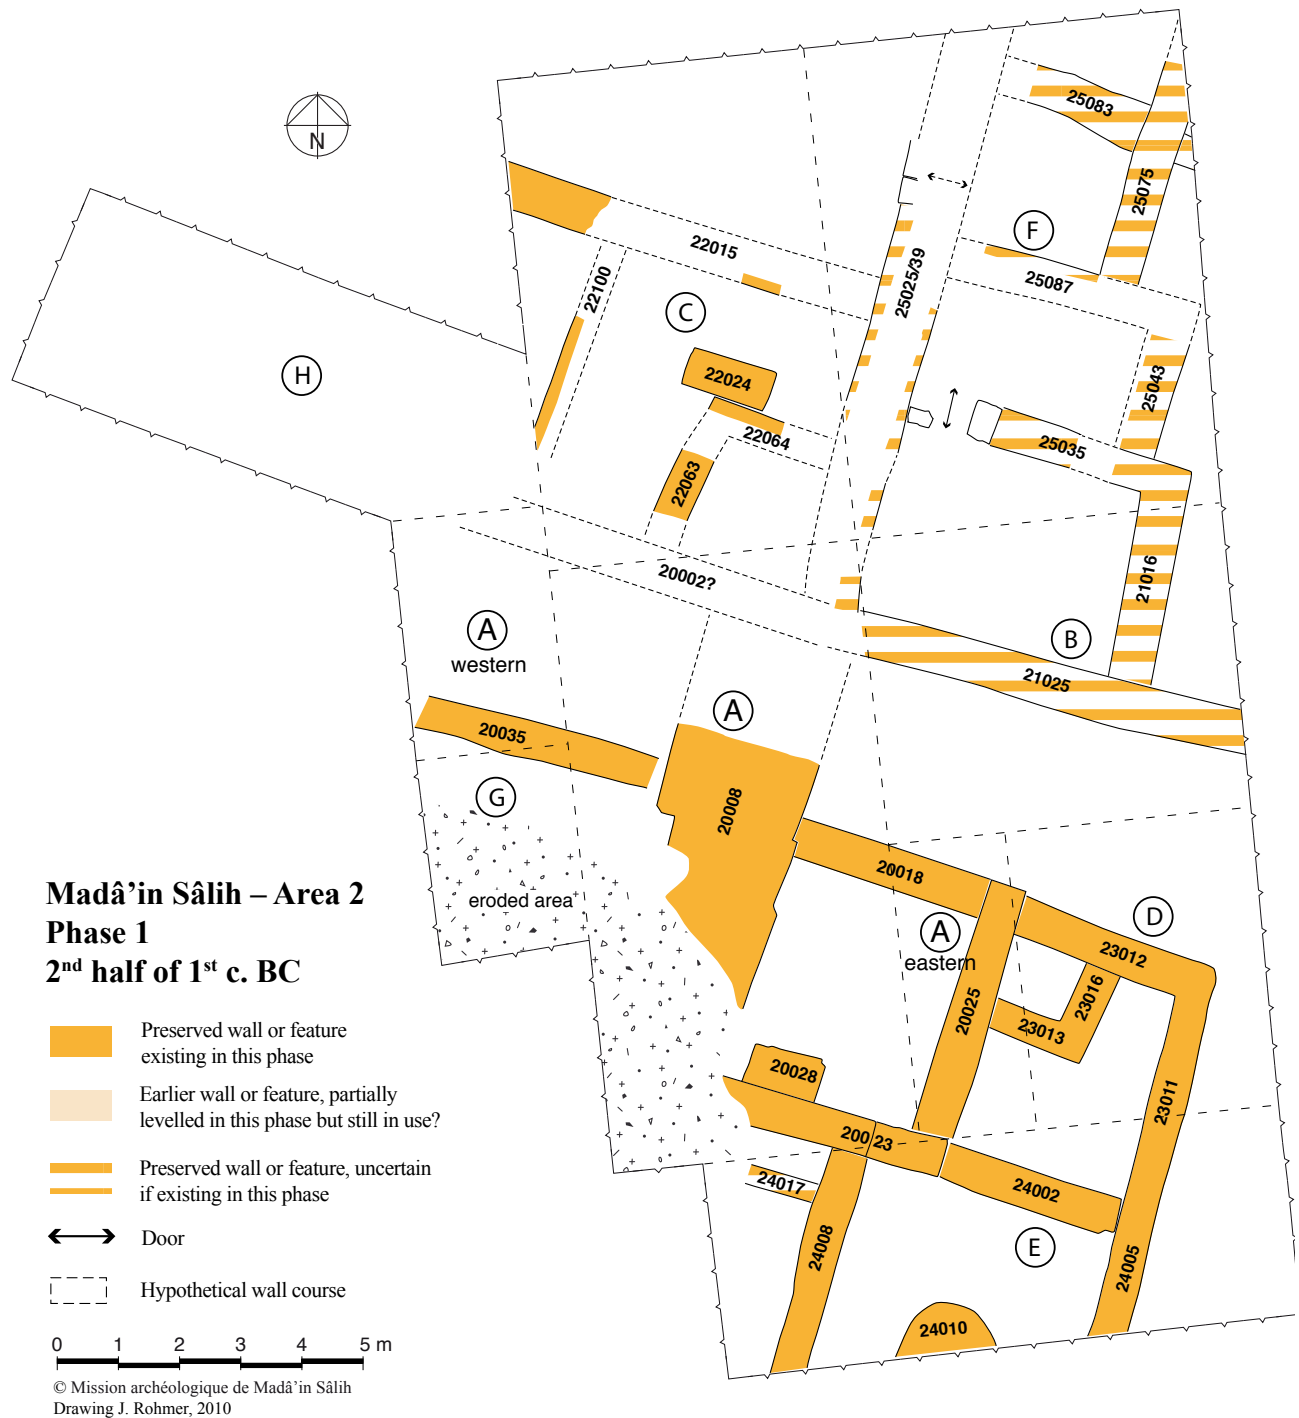 N
25083
25075
F
22015
25025/39
22100
25087
C
H
22024
25043
22064
25035
22063
20002?
21016
A
western
B
21025
A
20035
G
20008
eroded area
20018
A
eastern
D
23012
23016
23013
20025
20028
23011
20023
24017
24002
24008
E
24005
24010
Madâ’in Sâlih – Area 2
Phase 1
2nd half of 1st c. BC
Preserved wall or feature
existing in this phase
Earlier wall or feature, partially
levelled in this phase but still in use?
Preserved wall or feature, uncertain
if existing in this phase
Door
Hypothetical wall course
0 1 2 3 4 5 m
© Mission archéologique de Madâ’in Sâlih
Drawing J. Rohmer, 2010